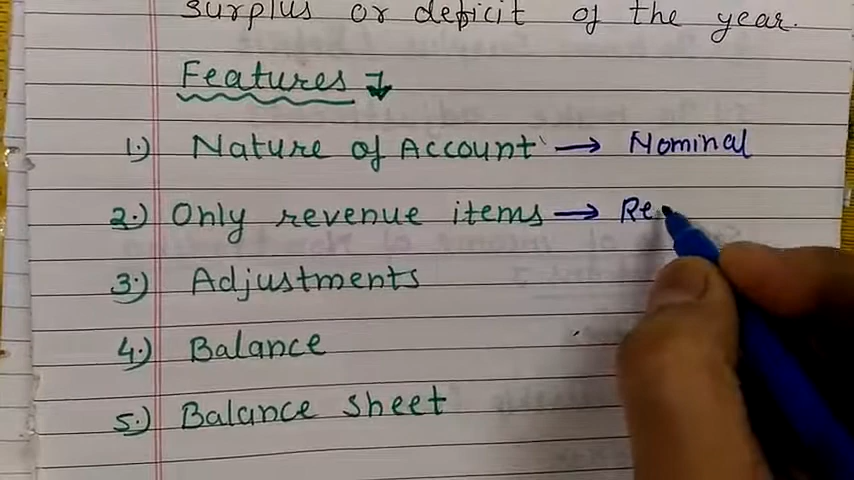 surplus or deficit of the year.
Features ↓
1.) Nature of Account → Nominal
2.) Only revenue items → Re
3.) Adjustments
4.) Balance
5.) Balance sheet